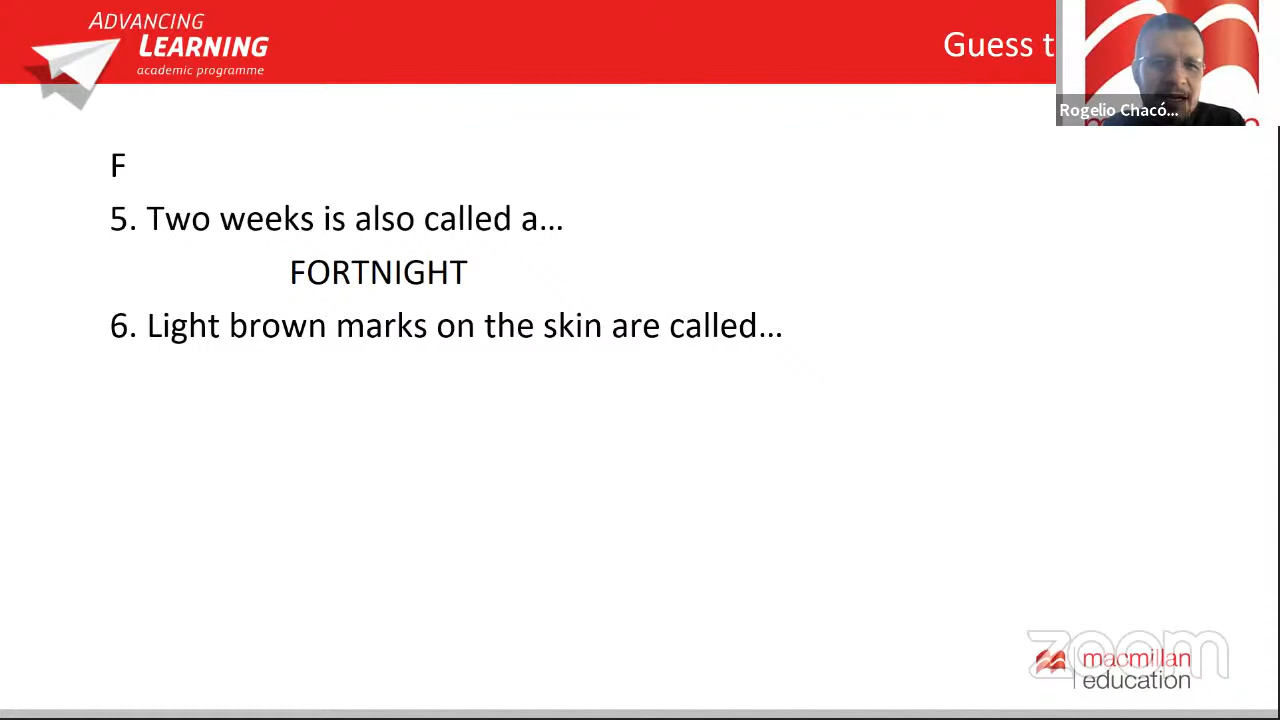 ADVANCING
LEARNING
academic programme
Guess t
Rogelio Chacó...
F
5. Two weeks is also called a...
FORTNIGHT
6. Light brown marks on the skin are called...
zoom
macmillan
education